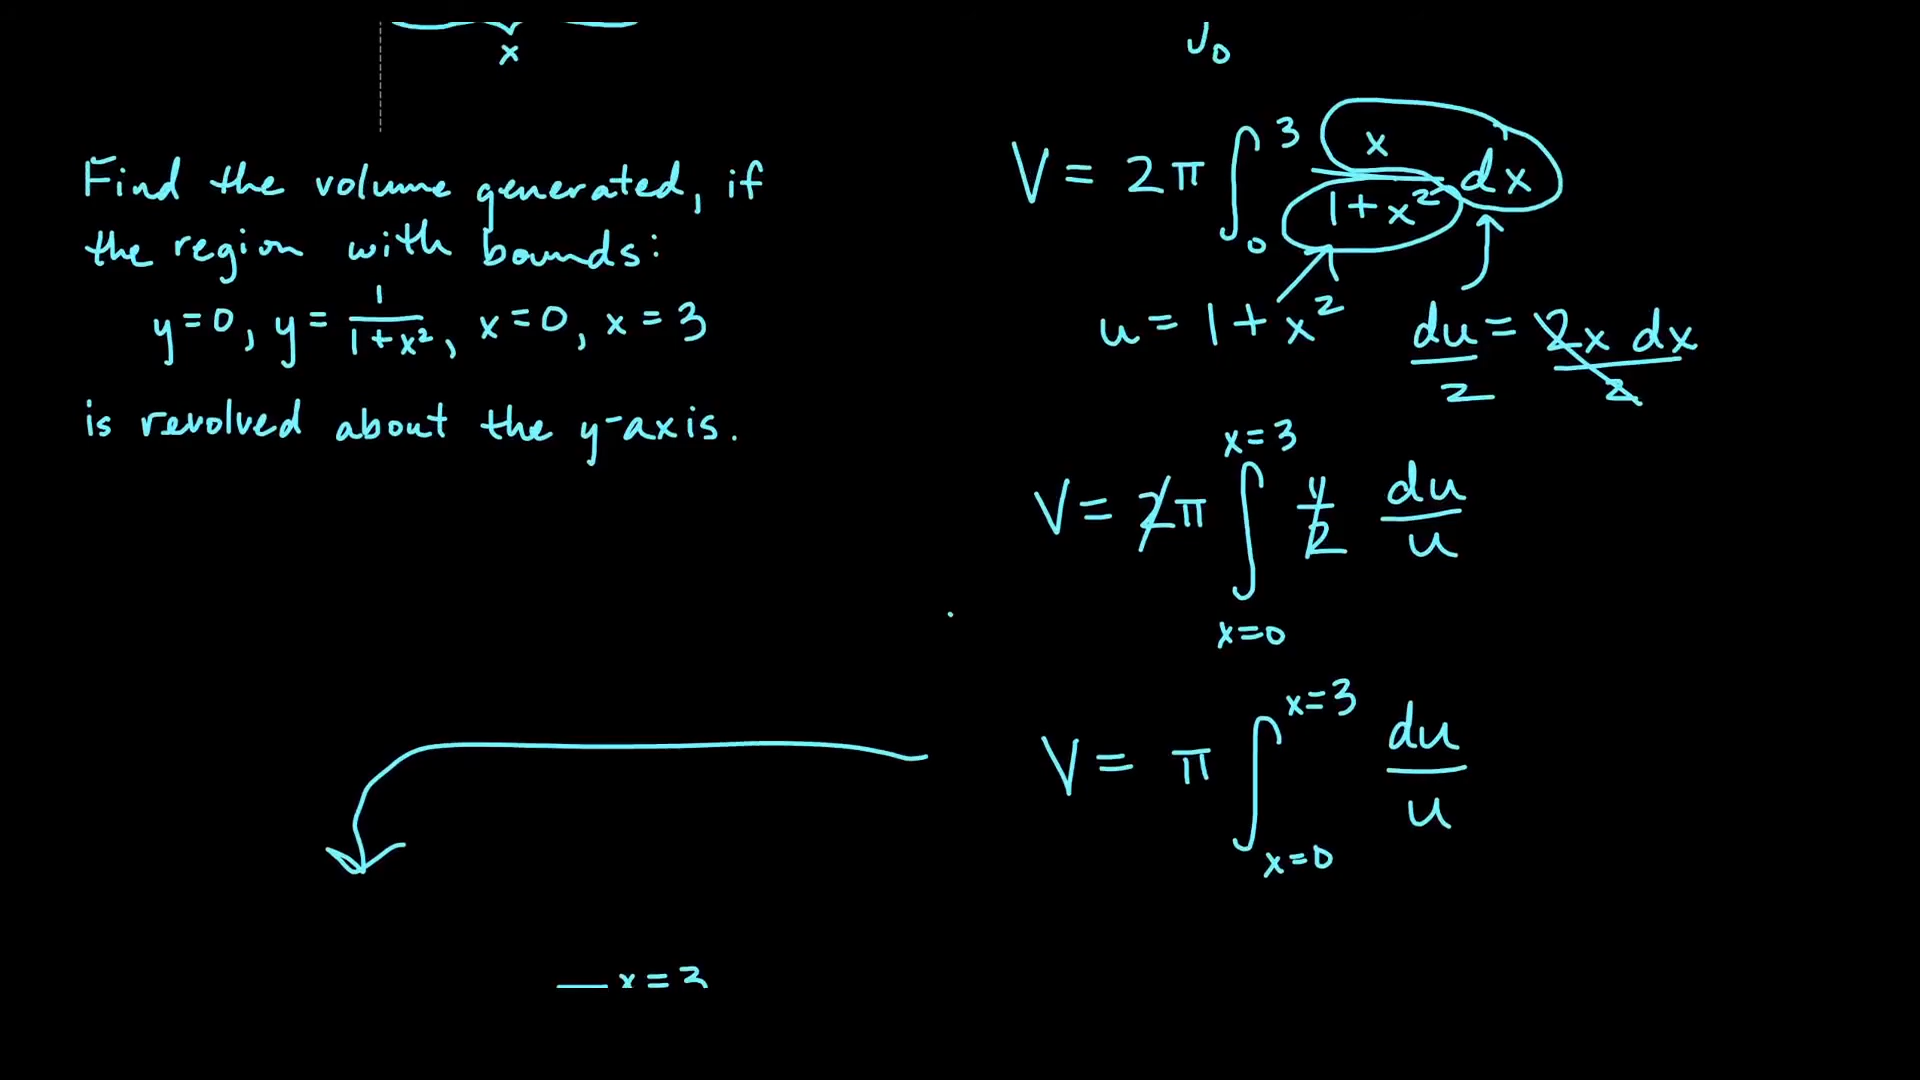 x
Find the volume generated, if
the region with bounds:
y=0, y= 1/(1+x²), x=0, x=3
is revolved about the y-axis.
∫₀
V = 2π ∫₀³ x/(1+x²) dx
u = 1 + x² du/2 = 2x dx/2
V = 2π ∫_{x=0}^{x=3} 1/2 du/u
V = π ∫_{x=0}^{x=3} du/u
x=3